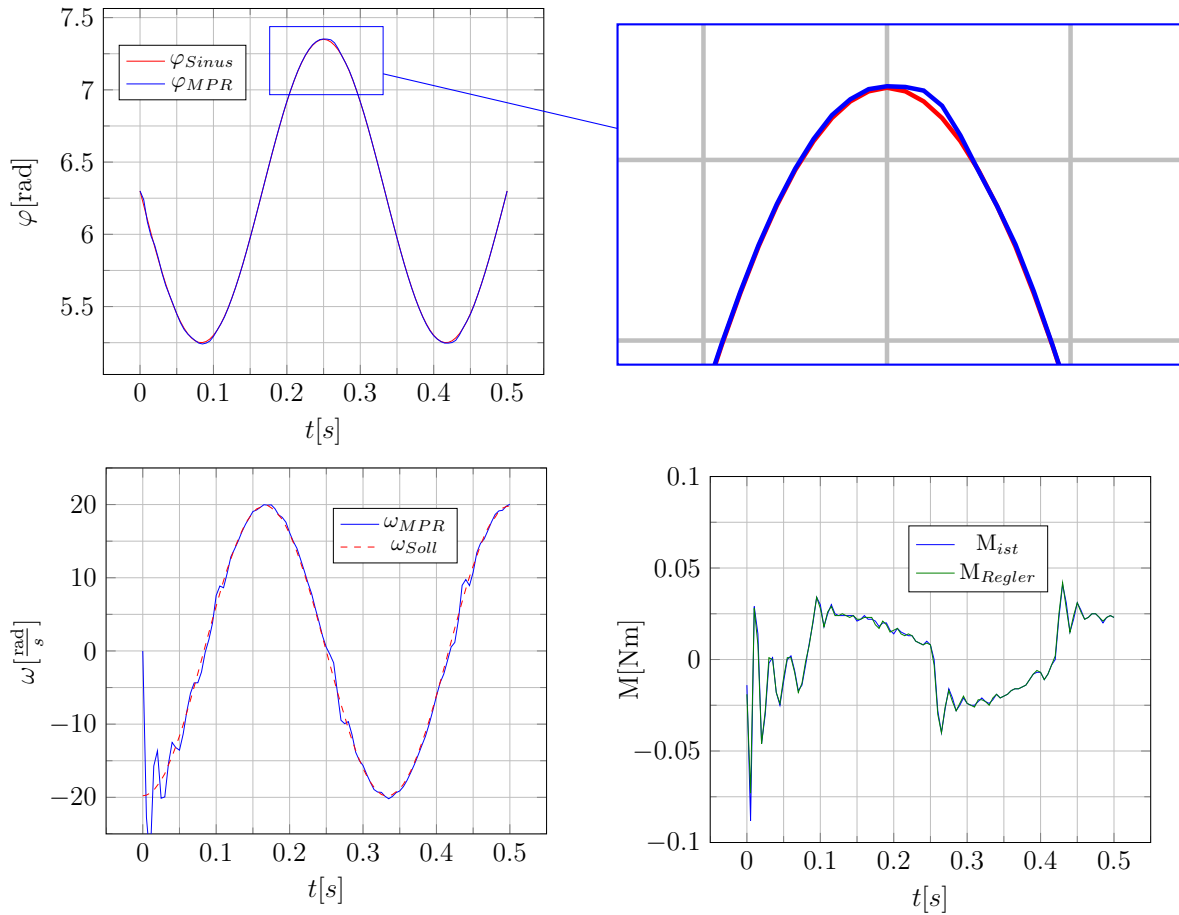 7.5
7
6.5
6
5.5
φ[rad]
φ_Sinus
φ_MPR
0
0.1
0.2
0.3
0.4
0.5
t[s]
20
10
0
−10
−20
ω[rad/s]
ω_MPR
ω_Soll
0
0.1
0.2
0.3
0.4
0.5
t[s]
0.1
0.05
0
−0.05
−0.1
M[Nm]
M_ist
M_Regler
0
0.1
0.2
0.3
0.4
0.5
t[s]